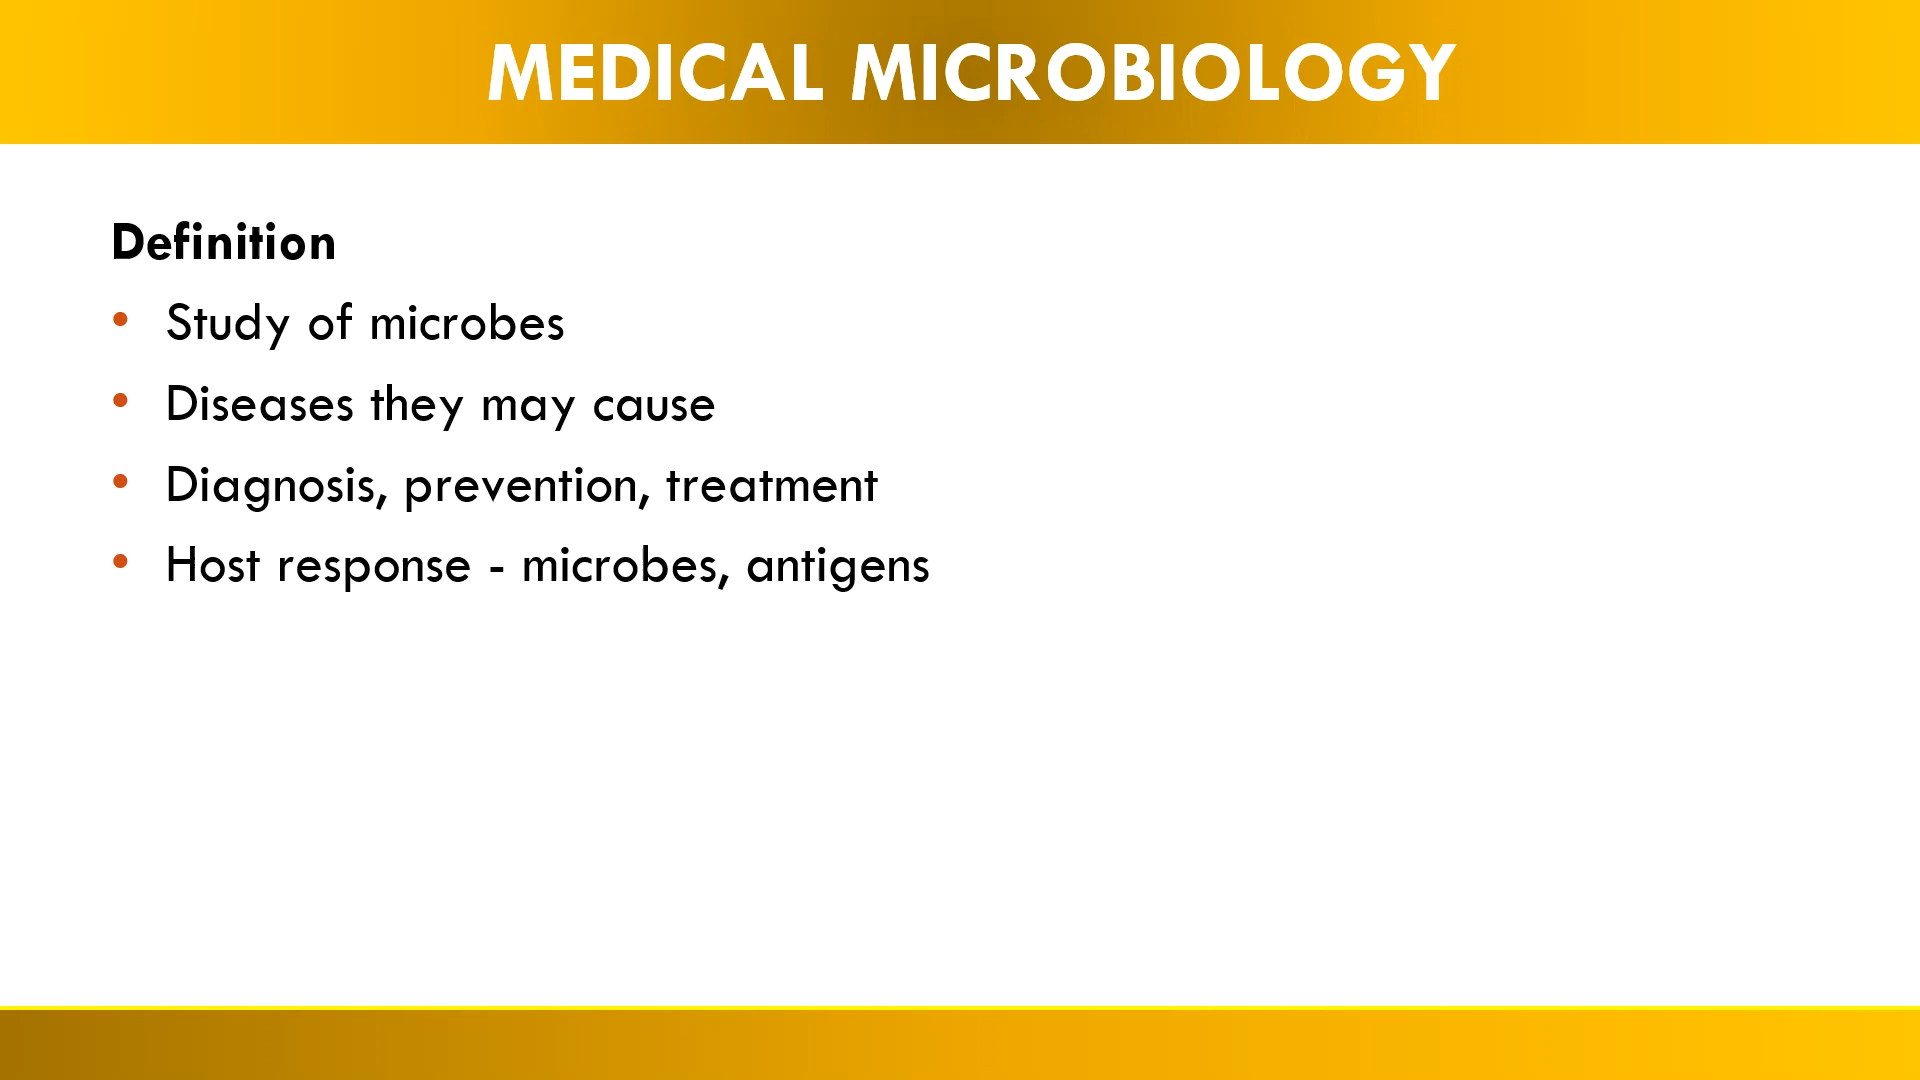 MEDICAL MICROBIOLOGY
Definition
• Study of microbes
• Diseases they may cause
• Diagnosis, prevention, treatment
• Host response - microbes, antigens